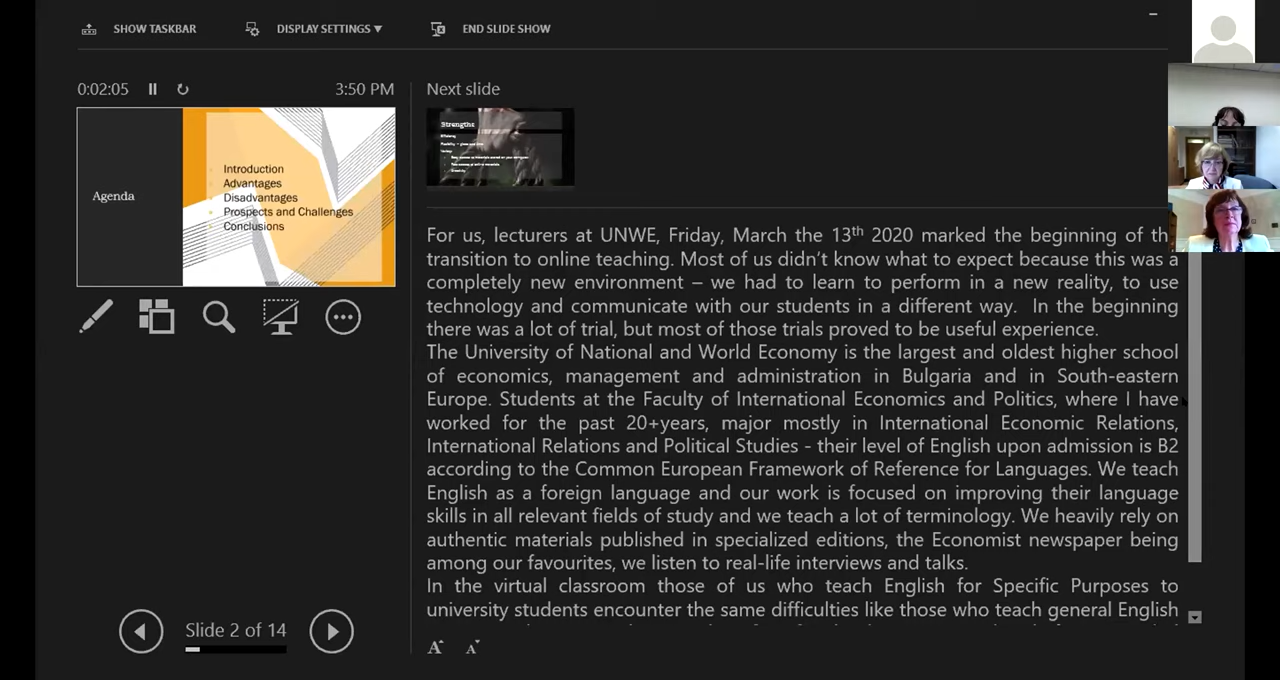 SHOW TASKBAR
DISPLAY SETTINGS ▼
END SLIDE SHOW
0:02:05
3:50 PM
Next slide
Agenda
Introduction
Advantages
Disadvantages
Prospects and Challenges
Conclusions
Strengths
For us, lecturers at UNWE, Friday, March the 13th 2020 marked the beginning of th
transition to online teaching. Most of us didn't know what to expect because this was a
completely new environment – we had to learn to perform in a new reality, to use
technology and communicate with our students in a different way. In the beginning
there was a lot of trial, but most of those trials proved to be useful experience.
The University of National and World Economy is the largest and oldest higher school
of economics, management and administration in Bulgaria and in South-eastern
Europe. Students at the Faculty of International Economics and Politics, where I have
worked for the past 20+years, major mostly in International Economic Relations,
International Relations and Political Studies - their level of English upon admission is B2
according to the Common European Framework of Reference for Languages. We teach
English as a foreign language and our work is focused on improving their language
skills in all relevant fields of study and we teach a lot of terminology. We heavily rely on
authentic materials published in specialized editions, the Economist newspaper being
among our favourites, we listen to real-life interviews and talks.
In the virtual classroom those of us who teach English for Specific Purposes to
university students encounter the same difficulties like those who teach general English
Slide 2 of 14
A A